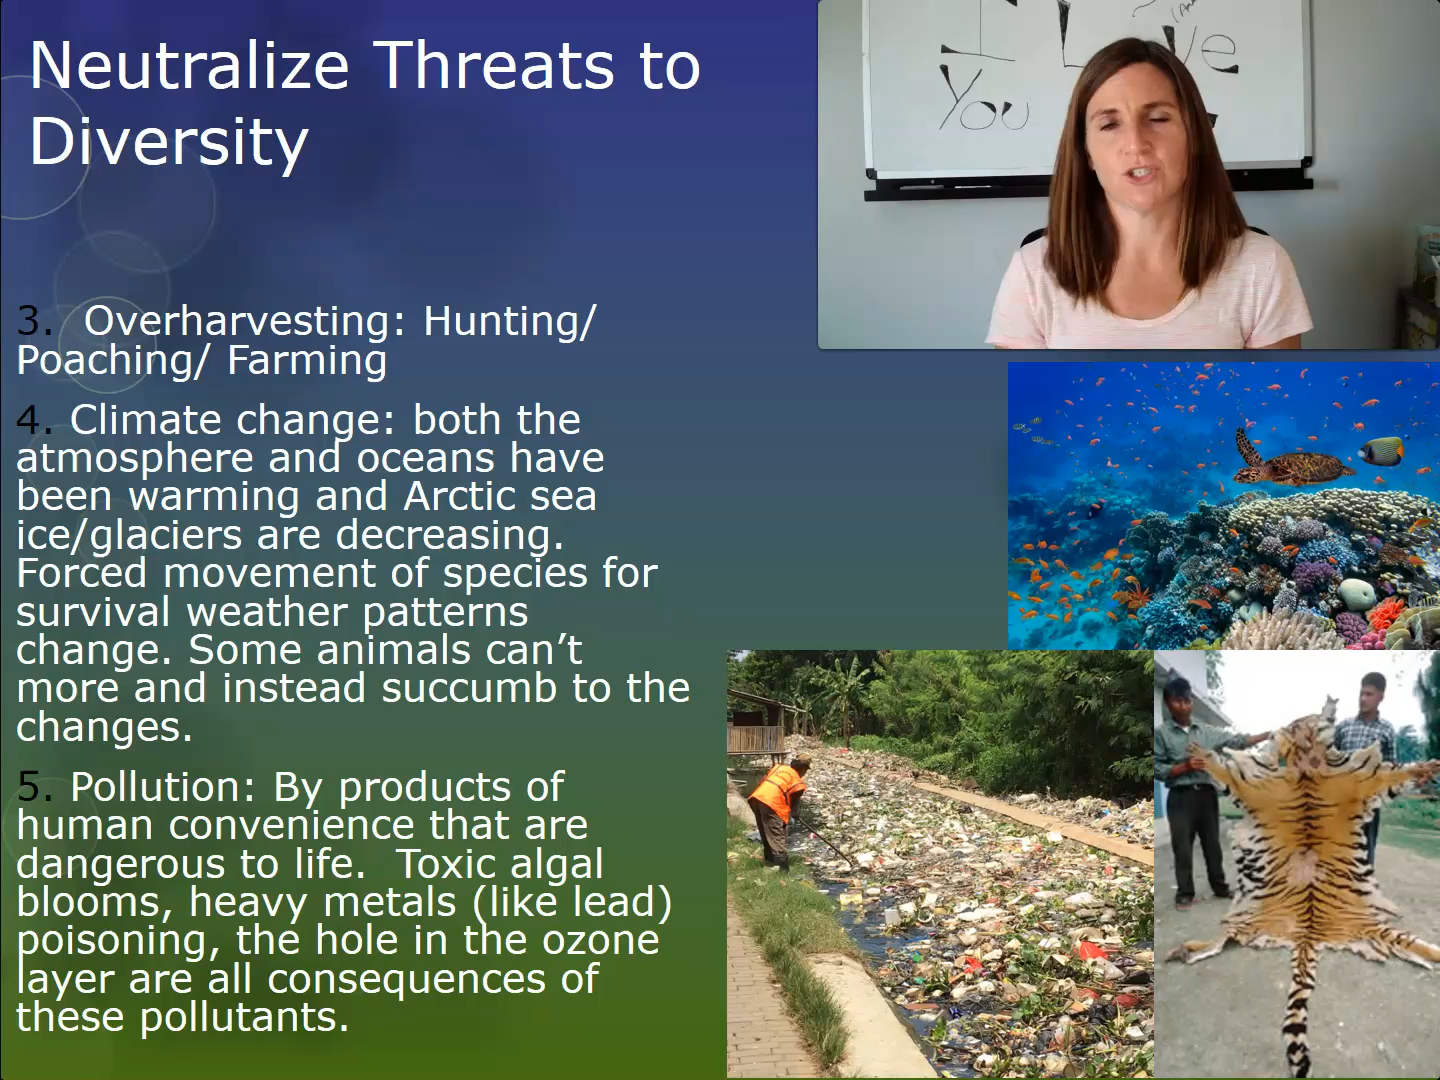 Neutralize Threats to
Diversity
I Love
You
3. Overharvesting: Hunting/
Poaching/ Farming
4. Climate change: both the
atmosphere and oceans have
been warming and Arctic sea
ice/glaciers are decreasing.
Forced movement of species for
survival weather patterns
change. Some animals can’t
more and instead succumb to the
changes.
5. Pollution: By products of
human convenience that are
dangerous to life. Toxic algal
blooms, heavy metals (like lead)
poisoning, the hole in the ozone
layer are all consequences of
these pollutants.